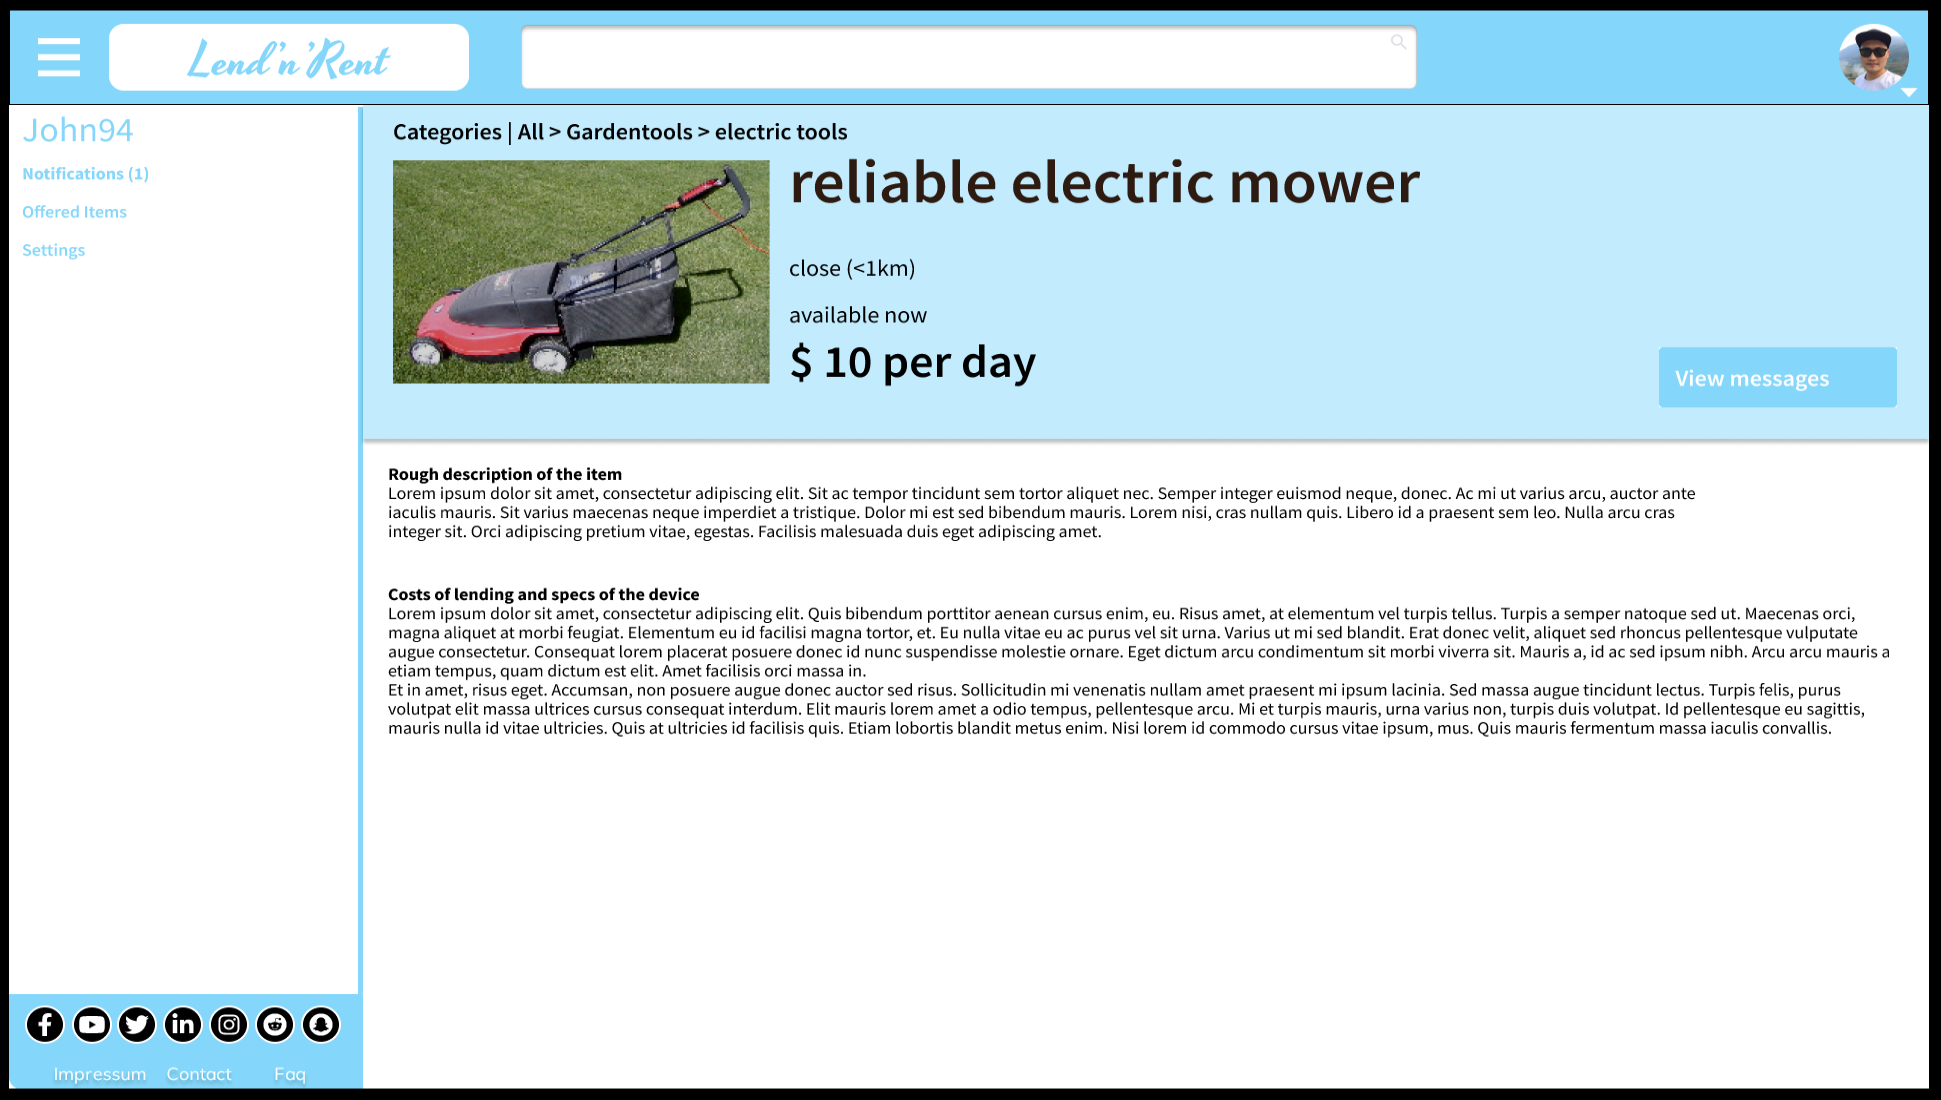 Lend'n'Rent
John94
Notifications (1)
Offered Items
Settings
Categories | All > Gardentools > electric tools
reliable electric mower
close (<1km)
available now
$ 10 per day
View messages
Rough description of the item
Lorem ipsum dolor sit amet, consectetur adipiscing elit. Sit ac tempor tincidunt sem tortor aliquet nec. Semper integer euismod neque, donec. Ac mi ut varius arcu, auctor ante
iaculis mauris. Sit varius maecenas neque imperdiet a tristique. Dolor mi est sed bibendum mauris. Lorem nisi, cras nullam quis. Libero id a praesent sem leo. Nulla arcu cras
integer sit. Orci adipiscing pretium vitae, egestas. Facilisis malesuada duis eget adipiscing amet.
Costs of lending and specs of the device
Lorem ipsum dolor sit amet, consectetur adipiscing elit. Quis bibendum porttitor aenean cursus enim, eu. Risus amet, at elementum vel turpis tellus. Turpis a semper natoque sed ut. Maecenas orci,
magna aliquet at morbi feugiat. Elementum eu id facilisi magna tortor, et. Eu nulla vitae eu ac purus vel sit urna. Varius ut mi sed blandit. Erat donec velit, aliquet sed rhoncus pellentesque vulputate
augue consectetur. Consequat lorem placerat posuere donec id nunc suspendisse molestie ornare. Eget dictum arcu condimentum sit morbi viverra sit. Mauris a, id ac sed ipsum nibh. Arcu arcu mauris a
etiam tempus, quam dictum est elit. Amet facilisis orci massa in.
Et in amet, risus eget. Accumsan, non posuere augue donec auctor sed risus. Sollicitudin mi venenatis nullam amet praesent mi ipsum lacinia. Sed massa augue tincidunt lectus. Turpis felis, purus
volutpat elit massa ultrices cursus consequat interdum. Elit mauris lorem amet a odio tempus, pellentesque arcu. Mi et turpis mauris, urna varius non, turpis duis volutpat. Id pellentesque eu sagittis,
mauris nulla id vitae ultricies. Quis at ultricies id facilisis quis. Etiam lobortis blandit metus enim. Nisi lorem id commodo cursus vitae ipsum, mus. Quis mauris fermentum massa iaculis convallis.
Impressum Contact Faq